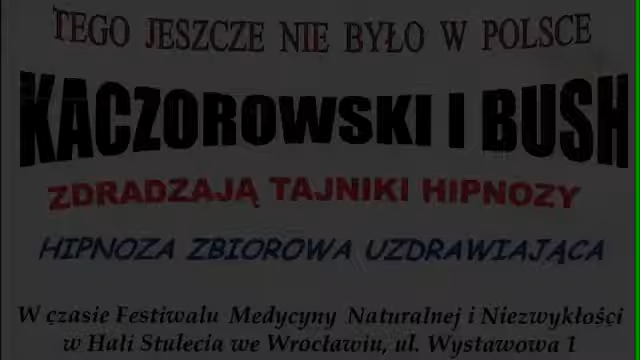 TEGO JESZCZE NIE BYŁO W POLSCE
KACZOROWSKI I BUSH
ZDRADZAJĄ TAJNIKI HIPNOZY
HIPNOZA ZBIOROWA UZDRAWIAJĄCA
W czasie Festiwalu Medycyny Naturalnej i Niezwykłości
w Hali Stulecia we Wrocławiu, ul. Wystawowa 1